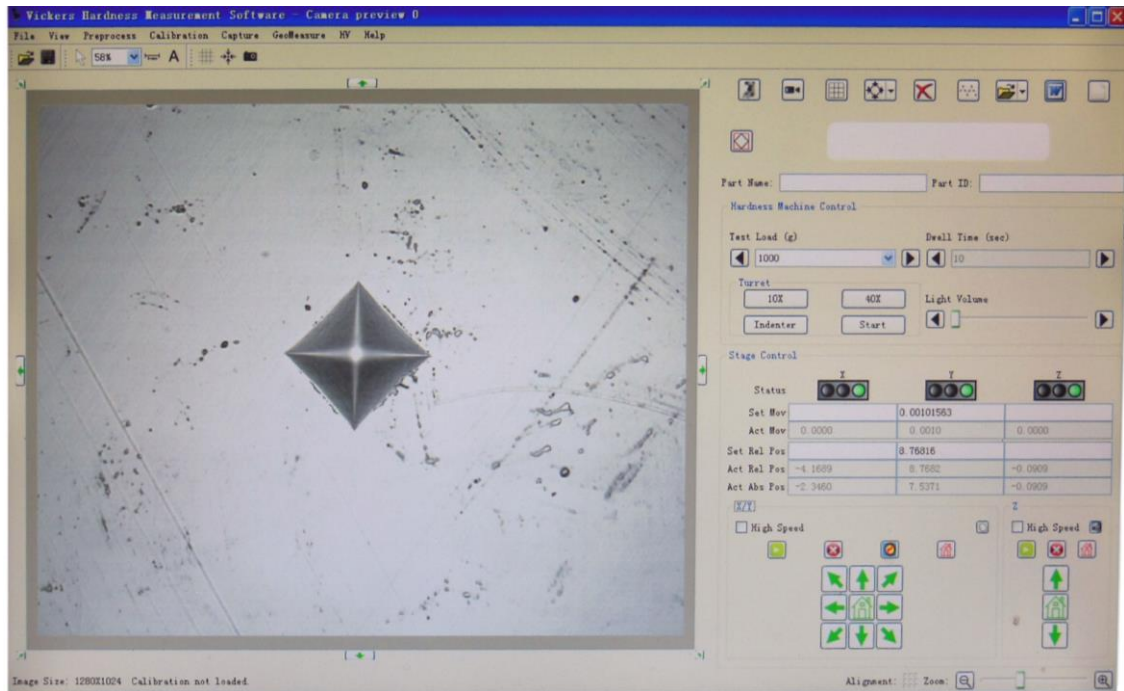 Vickers Hardness Measurement Software - Camera preview 0
File View Preprocess Calibration Capture GeoMeasure HV Help
58% A
W
Part Name: Part ID:
Hardness Machine Control
Test Load (g) Dwell Time (sec)
1000 10
Turret
10X 40X Light Volume
Indenter Start
Stage Control
X Y Z
Status
Set Mov 0.00101563
Act Mov 0.0000 0.0010 0.0000
Set Rel Pos 8.76816
Act Rel Pos -4.1689 8.7682 -0.0909
Act Abs Pos -2.3460 7.5371 -0.0909
X/Y Z
High Speed High Speed
Image Size: 1280X1024 Calibration not loaded. Alignment: Zoom: